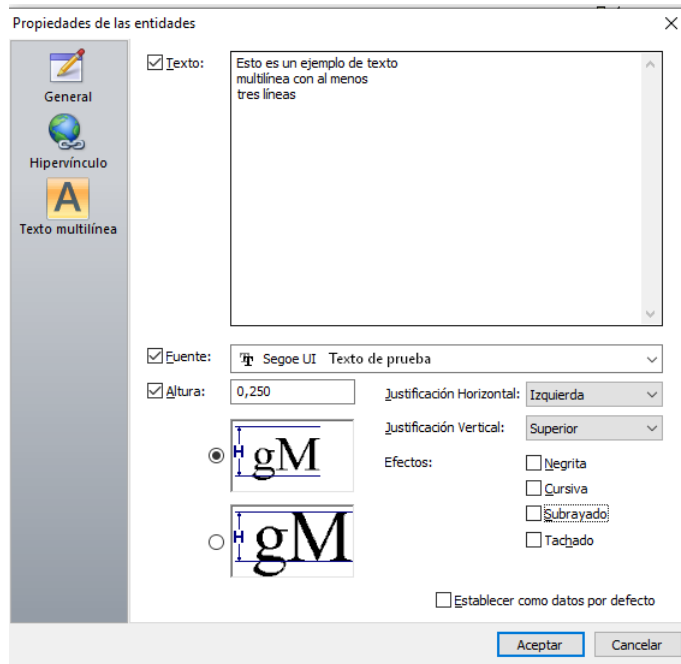 Propiedades de las entidades
General
Hipervínculo
Texto multilínea
Texto:
Esto es un ejemplo de texto
multilínea con al menos
tres líneas
Fuente:
Segoe UI Texto de prueba
Altura:
0,250
Justificación Horizontal: Izquierda
Justificación Vertical: Superior
H gM
H gM
Efectos:
Negrita
Cursiva
Subrayado
Tachado
Establecer como datos por defecto
Aceptar Cancelar